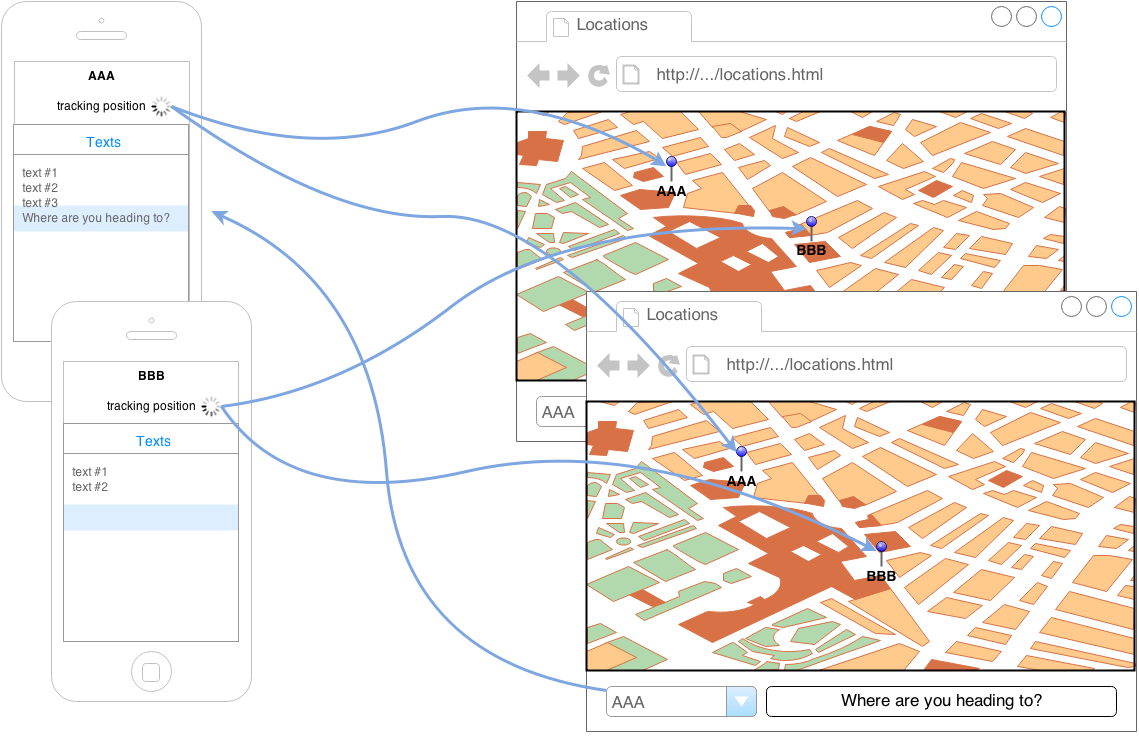 AAA
tracking position
Texts
text #1
text #2
text #3
Where are you heading to?
BBB
tracking position
Texts
text #1
text #2
Locations
http://.../locations.html
AAA
BBB
AAA
Locations
http://.../locations.html
AAA
BBB
AAA
Where are you heading to?